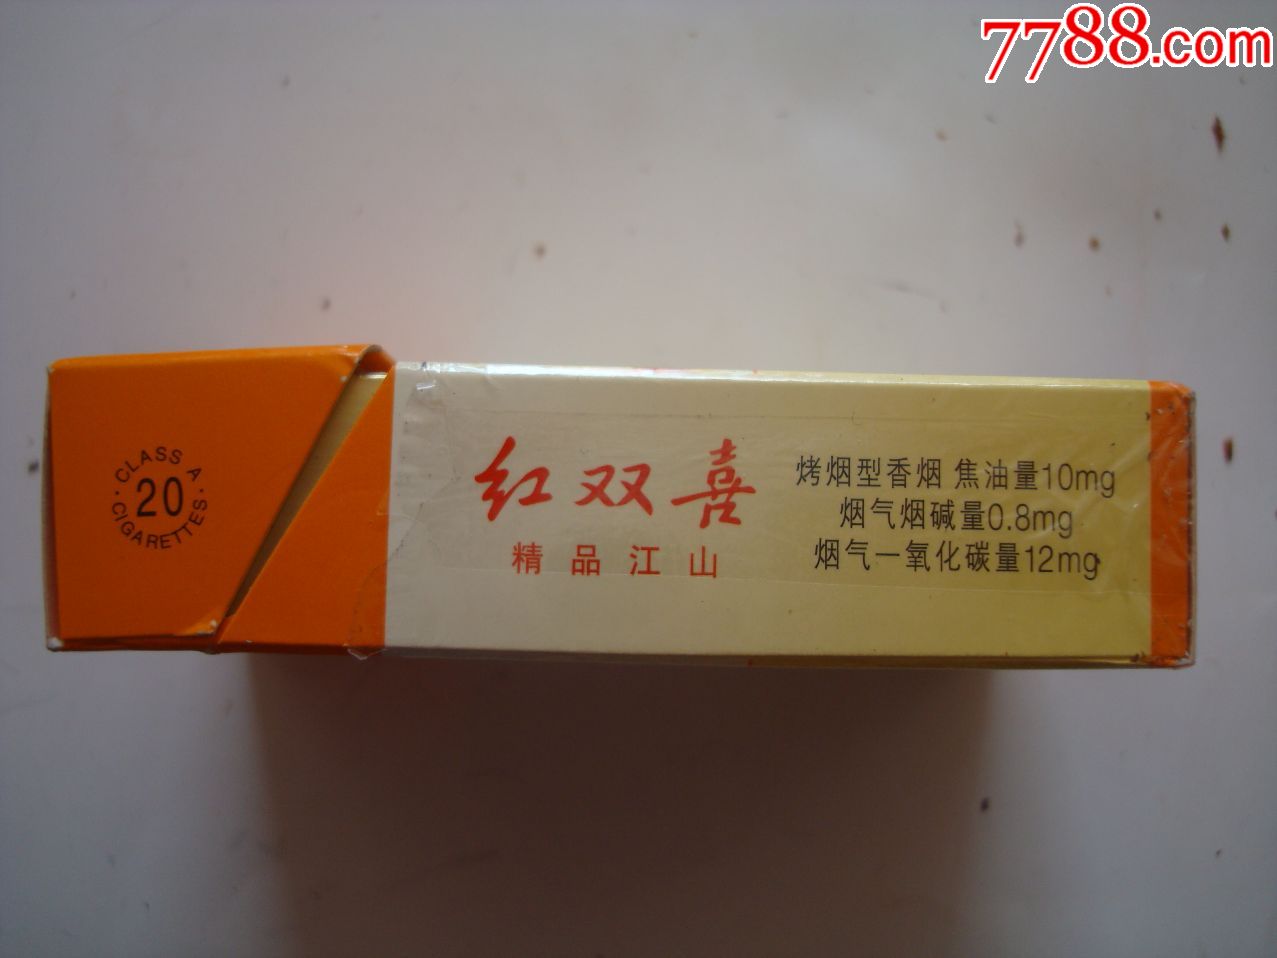 7788.com
CLASS A
20
CIGARETTES
红双喜
精品江山
烤烟型香烟 焦油量10mg
烟气烟碱量0.8mg
烟气一氧化碳量12mg